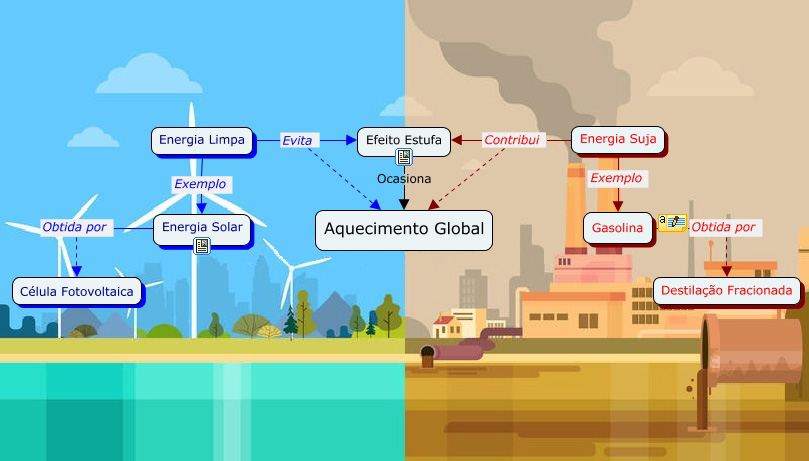 Energia Limpa
Evita
Efeito Estufa
Contribui
Energia Suja
Ocasiona
Exemplo
Exemplo
Obtida por
Energia Solar
Aquecimento Global
Gasolina
a
Obtida por
Célula Fotovoltaica
Destilação Fracionada